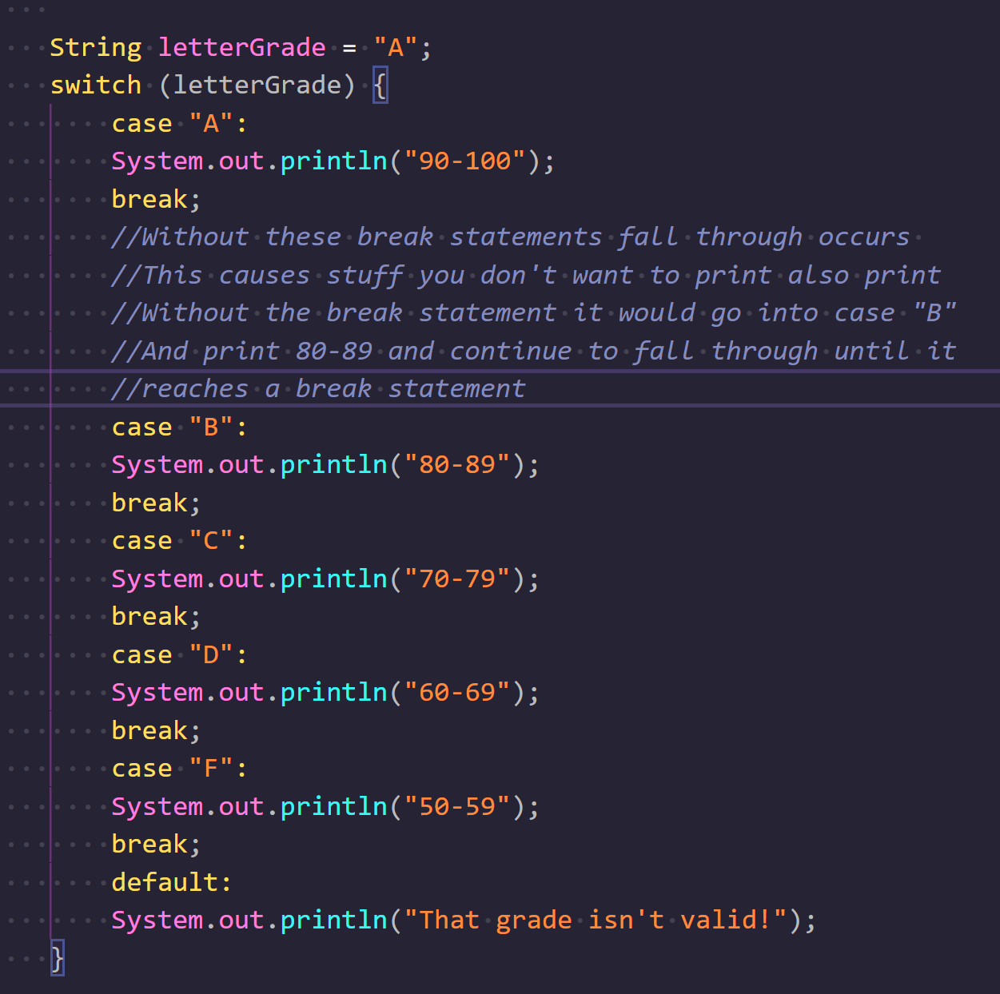 String letterGrade = "A";
switch (letterGrade) {
case "A":
System.out.println("90-100");
break;
//Without these break statements fall through occurs
//This causes stuff you don't want to print also print
//Without the break statement it would go into case "B"
//And print 80-89 and continue to fall through until it
//reaches a break statement
case "B":
System.out.println("80-89");
break;
case "C":
System.out.println("70-79");
break;
case "D":
System.out.println("60-69");
break;
case "F":
System.out.println("50-59");
break;
default:
System.out.println("That grade isn't valid!");
}